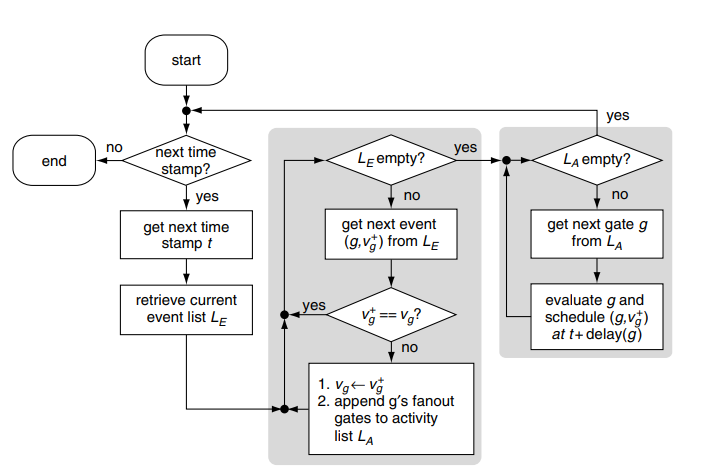 start
yes
end
no
next time
stamp?
yes
get next time
stamp t
retrieve current
event list L_E
L_E empty?
yes
no
get next event
(g,v_g^+) from L_E
yes
v_g^+ == v_g?
no
1. v_g ← v_g^+
2. append g's fanout
gates to activity
list L_A
L_A empty?
no
get next gate g
from L_A
evaluate g and
schedule (g,v_g^+)
at t+delay(g)